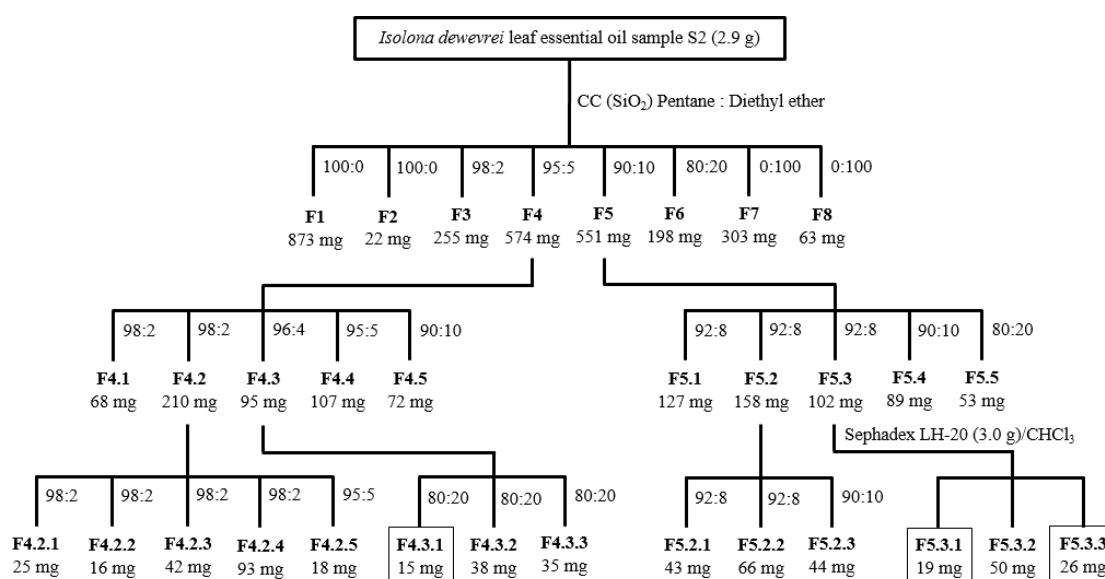 Isolona dewevrei leaf essential oil sample S2 (2.9 g)
CC (SiO2) Pentane : Diethyl ether
100:0 100:0 98:2 95:5 90:10 80:20 0:100 0:100
F1 F2 F3 F4 F5 F6 F7 F8
873 mg 22 mg 255 mg 574 mg 551 mg 198 mg 303 mg 63 mg
98:2 98:2 96:4 95:5 90:10 92:8 92:8 92:8 90:10 80:20
F4.1 F4.2 F4.3 F4.4 F4.5 F5.1 F5.2 F5.3 F5.4 F5.5
68 mg 210 mg 95 mg 107 mg 72 mg 127 mg 158 mg 102 mg 89 mg 53 mg
Sephadex LH-20 (3.0 g)/CHCl3
98:2 98:2 98:2 98:2 95:5 80:20 80:20 80:20 92:8 92:8 90:10
F4.2.1 F4.2.2 F4.2.3 F4.2.4 F4.2.5 F4.3.1 F4.3.2 F4.3.3 F5.2.1 F5.2.2 F5.2.3 F5.3.1 F5.3.2 F5.3.3
25 mg 16 mg 42 mg 93 mg 18 mg 15 mg 38 mg 35 mg 43 mg 66 mg 44 mg 19 mg 50 mg 26 mg